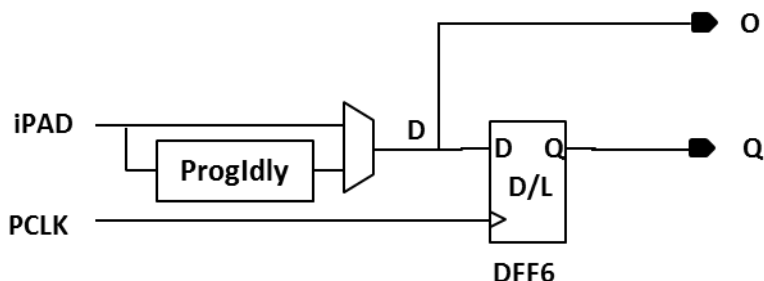 O
iPAD
D
D Q
Q
ProgIdly
D/L
PCLK
DFF6